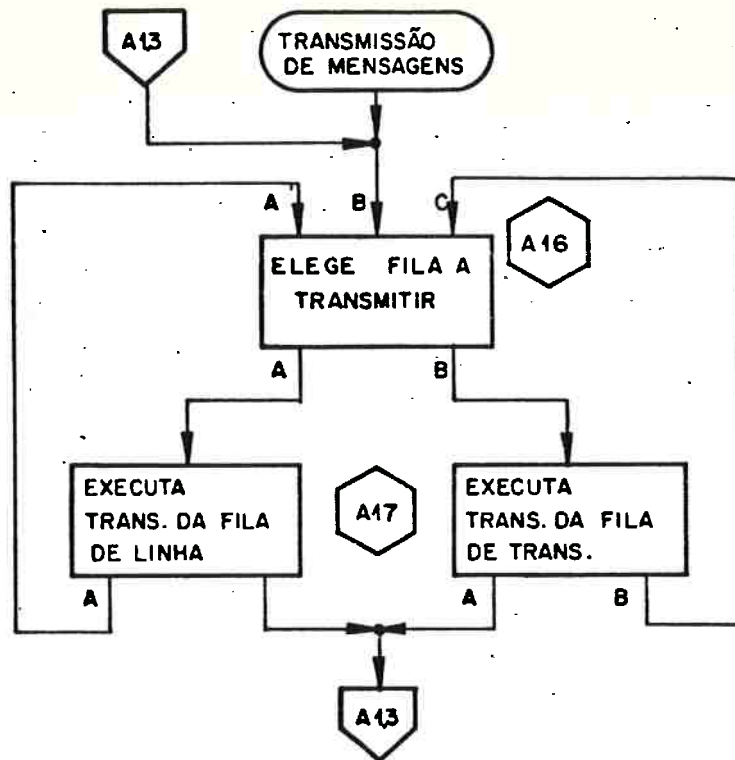 A13
TRANSMISSÃO
DE MENSAGENS
A
B
C
A16
ELEGE FILA A
TRANSMITIR
A
B
EXECUTA
TRANS. DA FILA
DE LINHA
A17
EXECUTA
TRANS. DA FILA
DE TRANS.
A
A
B
A13